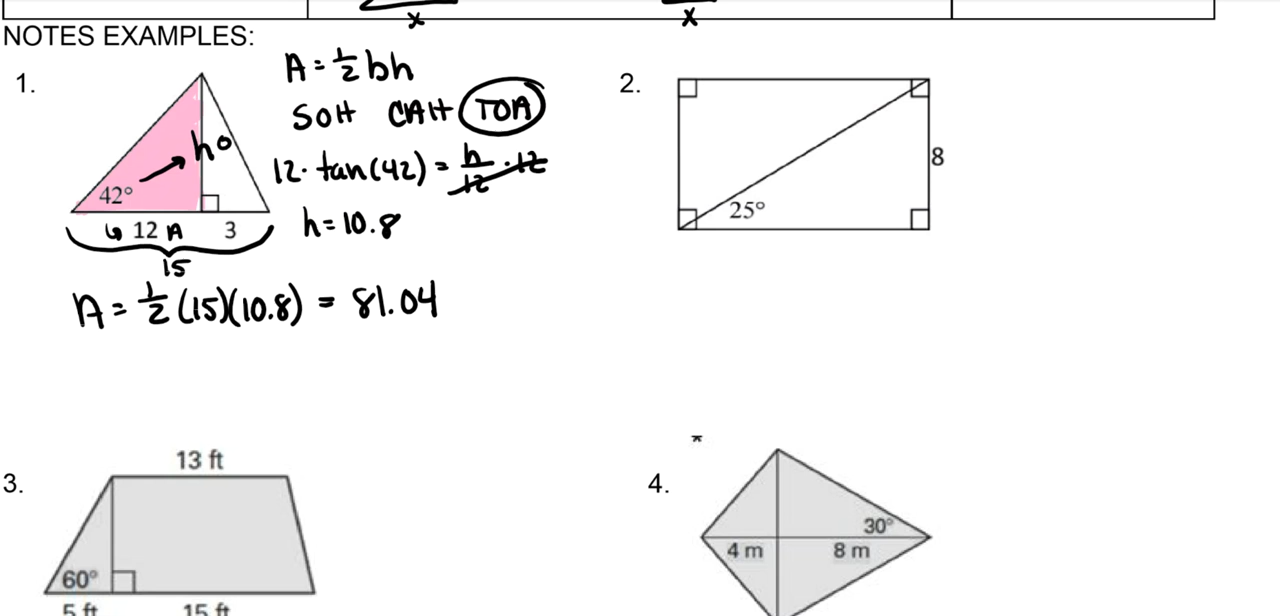 x
x
NOTES EXAMPLES:
1.
A = 1/2 bh
SOH CAH TOA
12 · tan(42) = h/12 · 12
h = 10.8
h o
42°
12 A
3
15
A = 1/2 (15)(10.8) = 81.04
2.
8
25°
3.
13 ft
60°
5 ft
15 ft
4.
30°
4 m
8 m